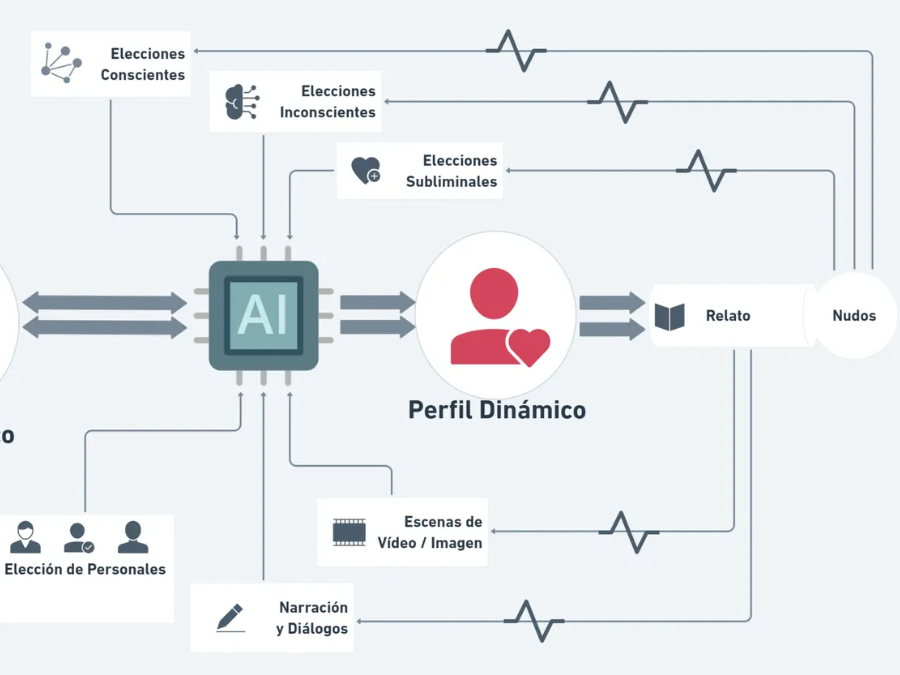 Elecciones
Conscientes
Elecciones
Inconscientes
Elecciones
Subliminales
AI
Relato
Nudos
Perfil Dinámico
Escenas de
Vídeo / Imagen
Elección de Personales
Narración
y Diálogos